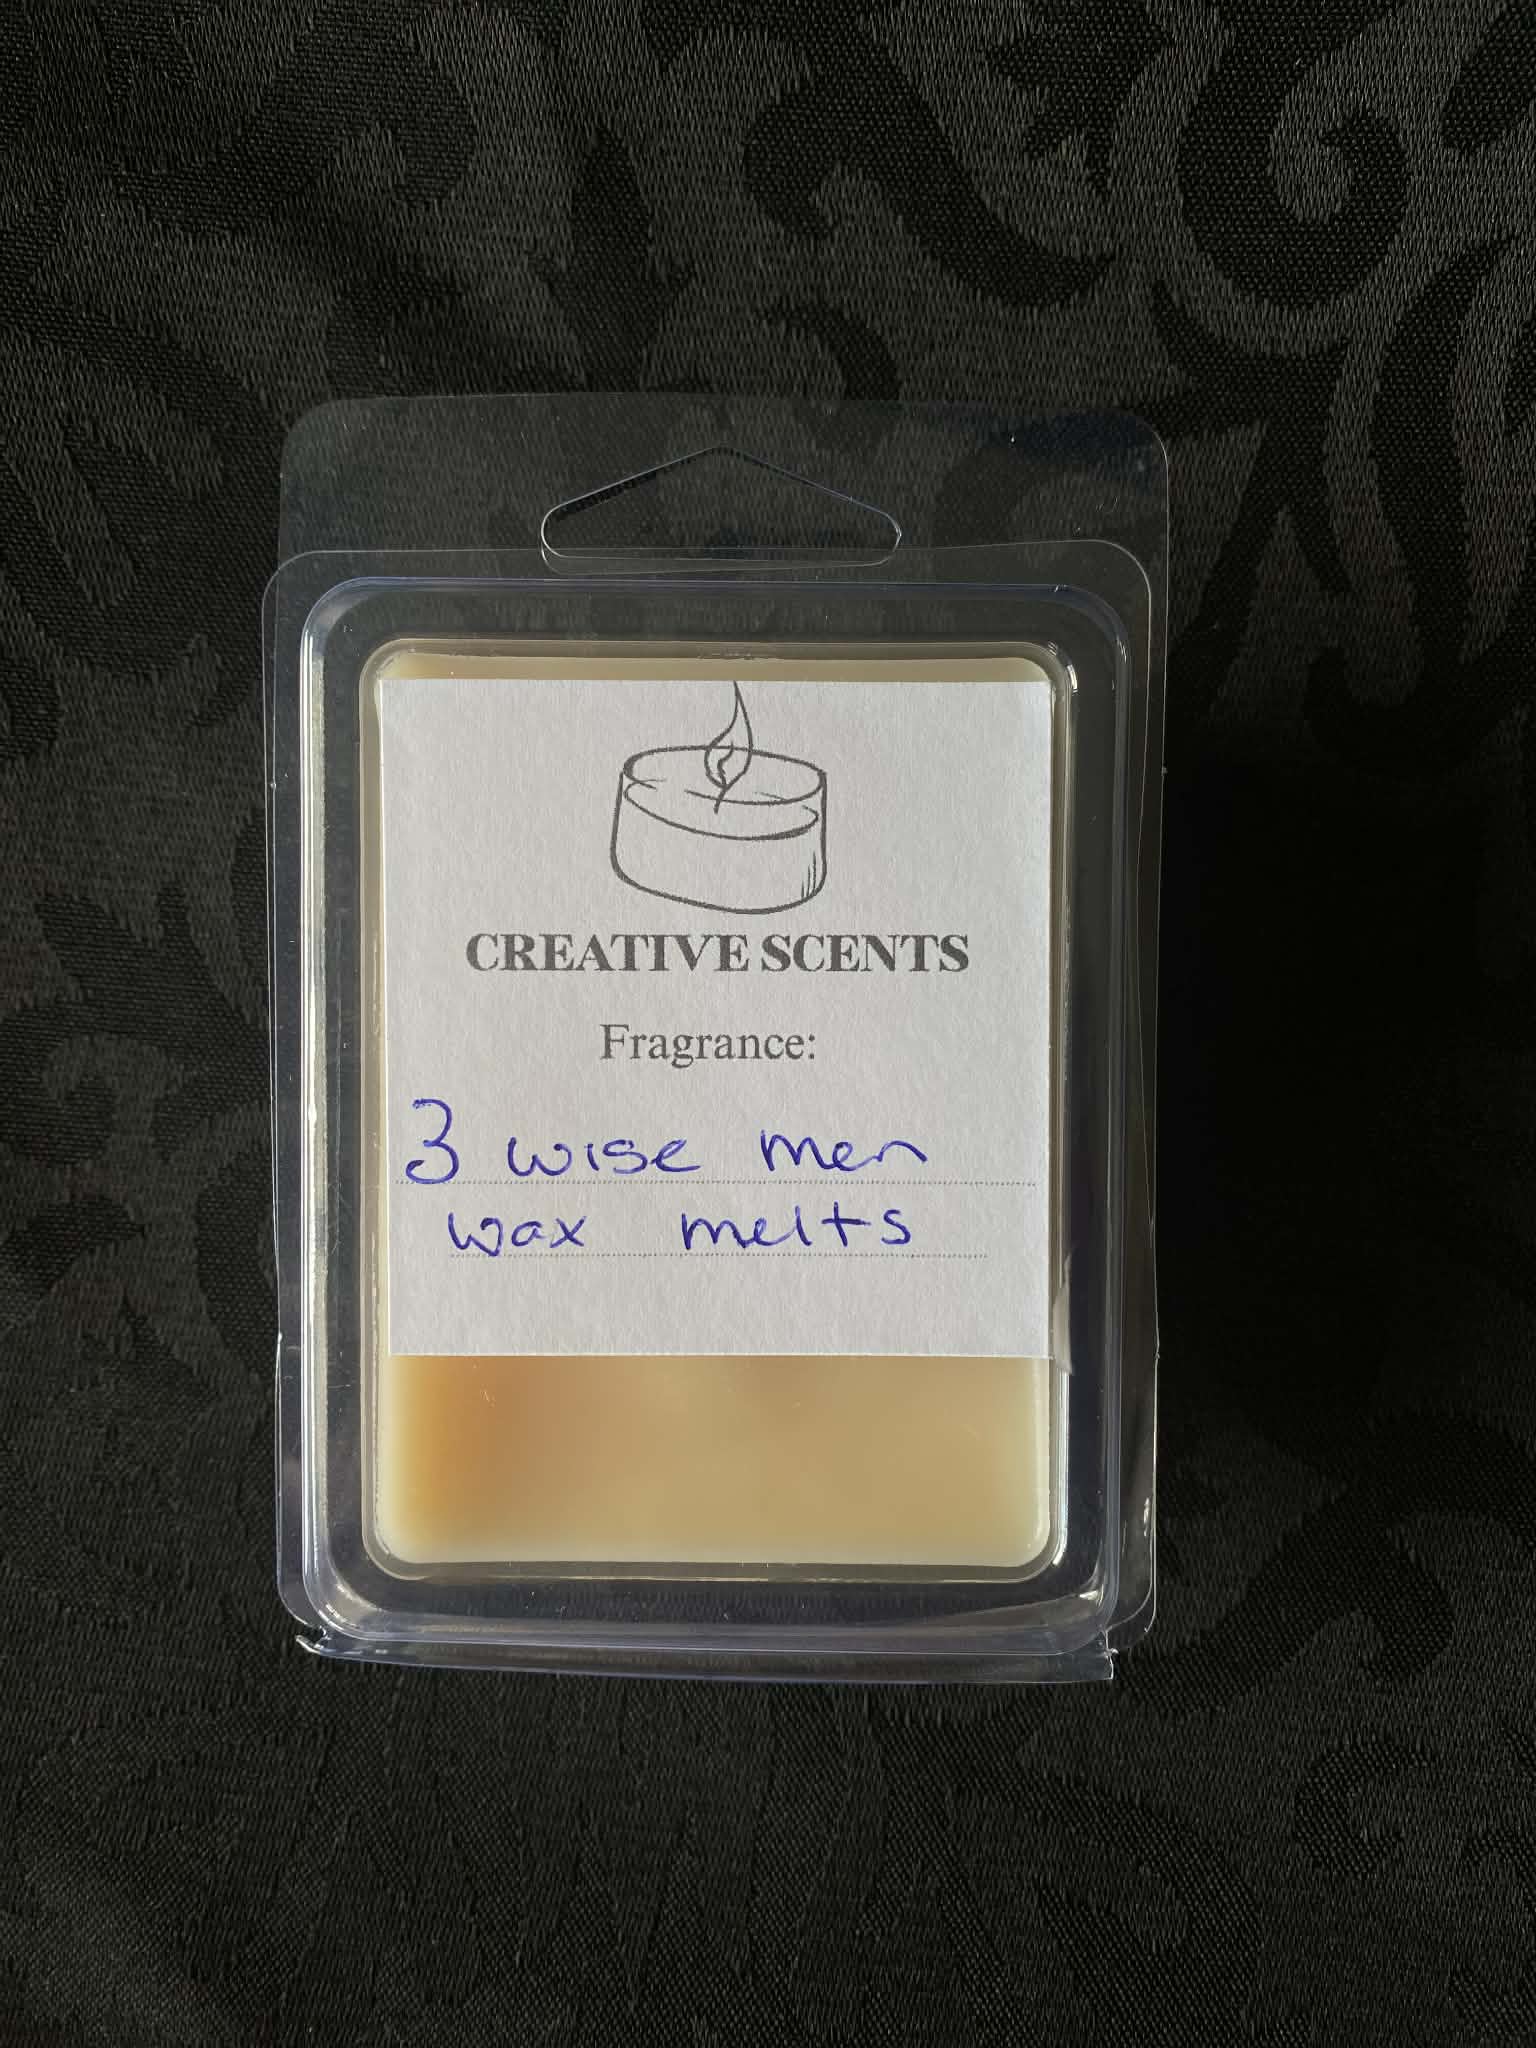 CREATIVE SCENTS
Fragrance:
3 wise men
wax melts